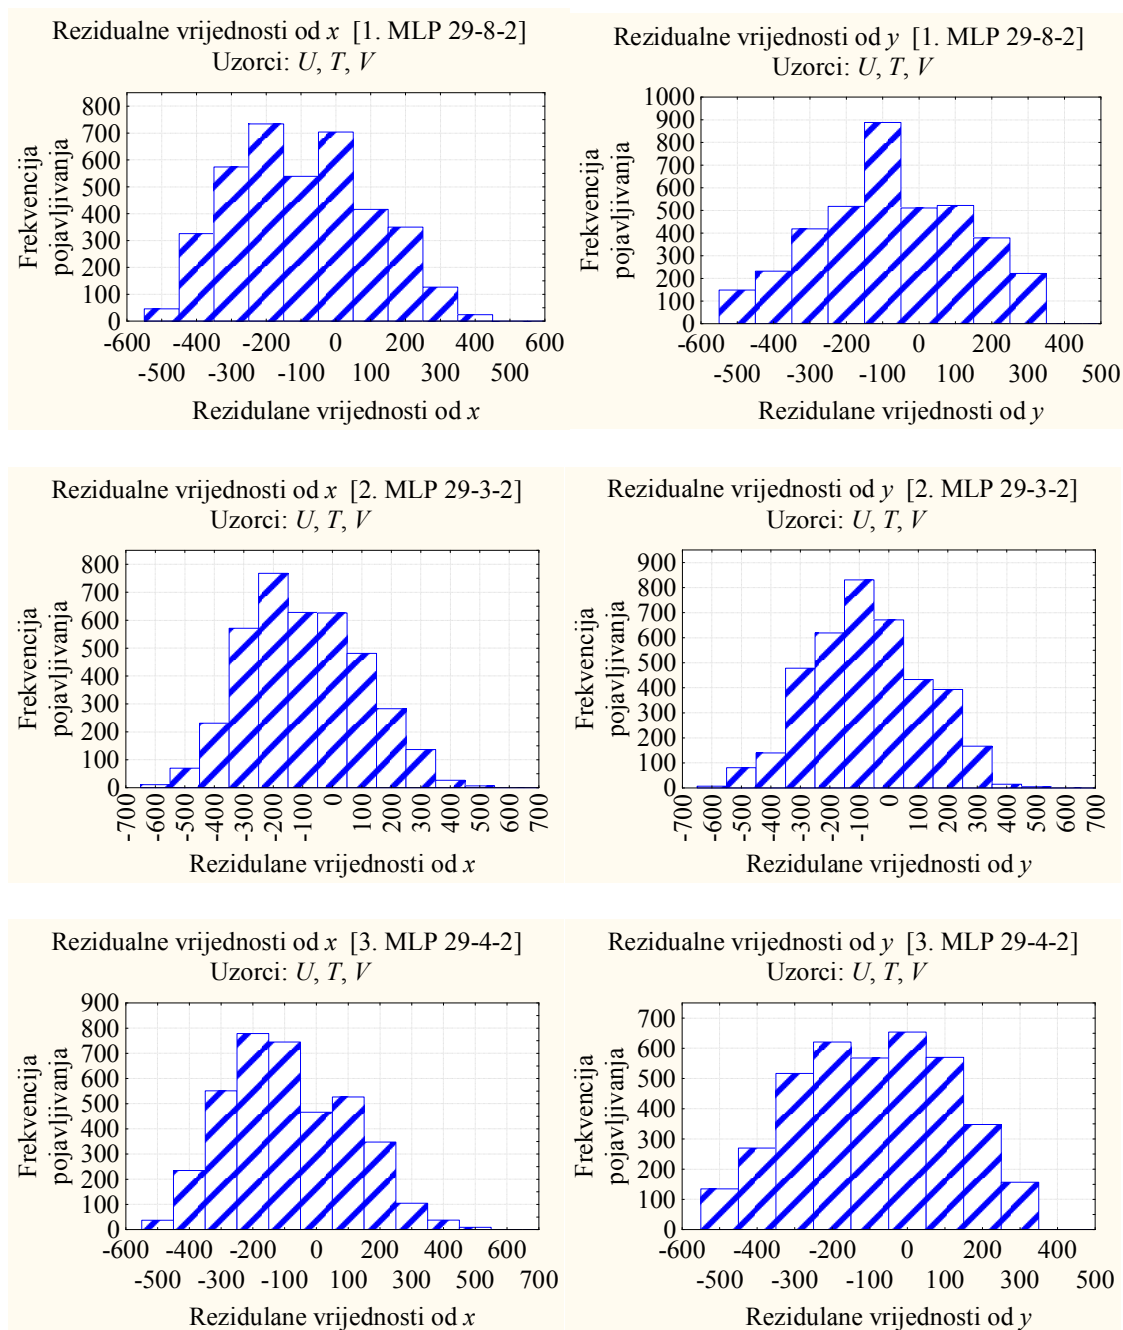 Rezidualne vrijednosti od x [1. MLP 29-8-2]
Uzorci: U, T, V
800
700
600
500
400
300
200
100
0
Frekvencija
pojavljivanja
-600 -400 -200 0 200 400 600
-500 -300 -100 100 300 500
Rezidulane vrijednosti od x
Rezidualne vrijednosti od y [1. MLP 29-8-2]
Uzorci: U, T, V
1000
900
800
700
600
500
400
300
200
100
0
Frekvencija
pojavljivanja
-600 -400 -200 0 200 400
-500 -300 -100 100 300 500
Rezidulane vrijednosti od y
Rezidualne vrijednosti od x [2. MLP 29-3-2]
Uzorci: U, T, V
800
700
600
500
400
300
200
100
0
Frekvencija
pojavljivanja
-700 -600 -500 -400 -300 -200 -100 0 100 200 300 400 500 600 700
Rezidulane vrijednosti od x
Rezidualne vrijednosti od y [2. MLP 29-3-2]
Uzorci: U, T, V
900
800
700
600
500
400
300
200
100
0
Frekvencija
pojavljivanja
-700 -600 -500 -400 -300 -200 -100 0 100 200 300 400 500 600 700
Rezidulane vrijednosti od y
Rezidualne vrijednosti od x [3. MLP 29-4-2]
Uzorci: U, T, V
900
800
700
600
500
400
300
200
100
0
Frekvencija
pojavljivanja
-600 -400 -200 0 200 400 600
-500 -300 -100 100 300 500 700
Rezidulane vrijednosti od x
Rezidualne vrijednosti od y [3. MLP 29-4-2]
Uzorci: U, T, V
700
600
500
400
300
200
100
0
Frekvencija
pojavljivanja
-600 -400 -200 0 200 400
-500 -300 -100 100 300 500
Rezidulane vrijednosti od y